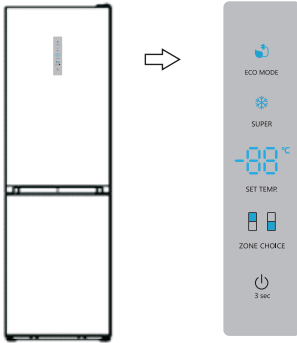 ECO MODE
SUPER
-88°C
SET TEMP.
ZONE CHOICE
3 sec